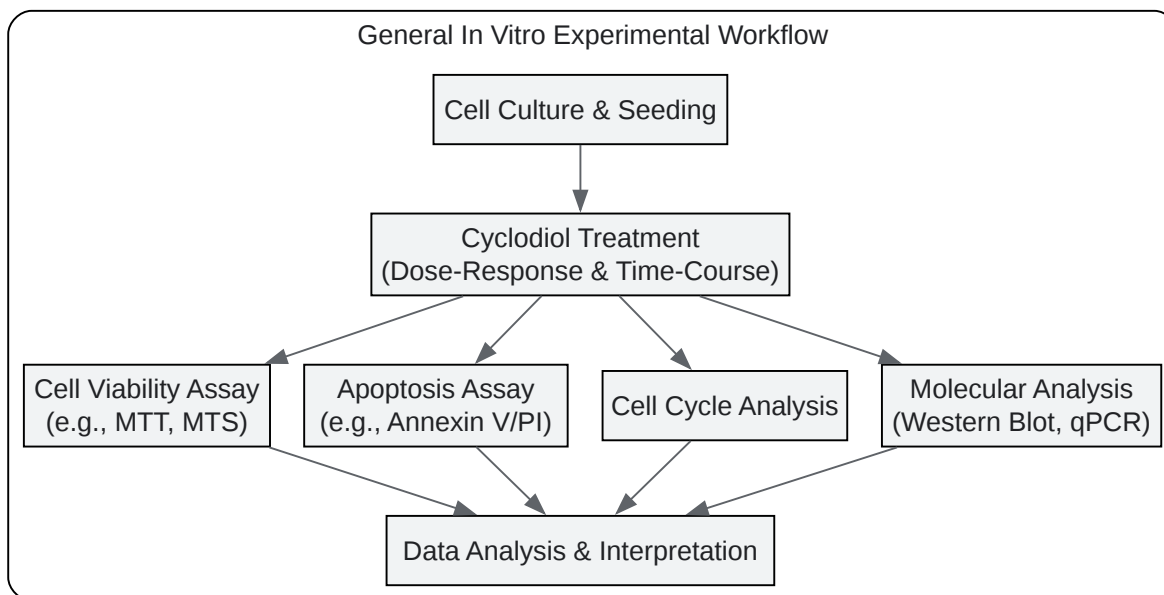 General In Vitro Experimental Workflow
Cell Culture & Seeding
Cyclodiol Treatment
(Dose-Response & Time-Course)
Cell Viability Assay
(e.g., MTT, MTS)
Apoptosis Assay
(e.g., Annexin V/PI)
Cell Cycle Analysis
Molecular Analysis
(Western Blot, qPCR)
Data Analysis & Interpretation